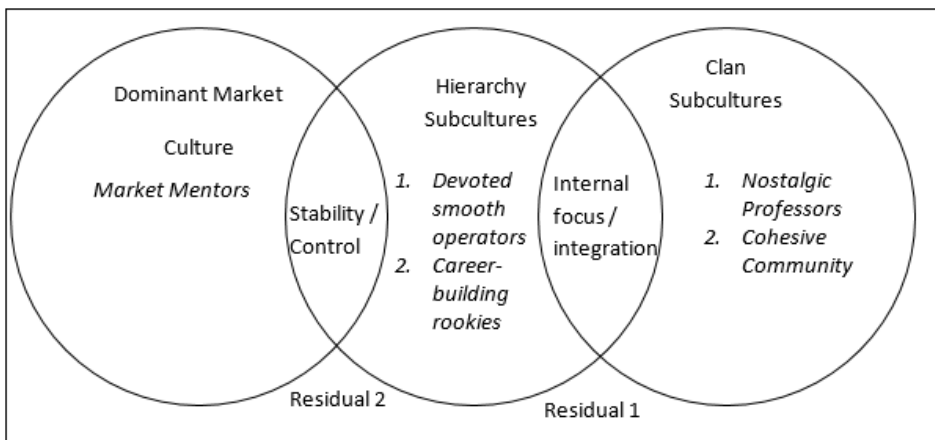 Dominant Market
Culture
Market Mentors
Stability /
Control
Hierarchy
Subcultures
1. Devoted
smooth
operators
2. Career-
building
rookies
Internal
focus /
integration
Clan
Subcultures
1. Nostalgic
Professors
2. Cohesive
Community
Residual 2
Residual 1